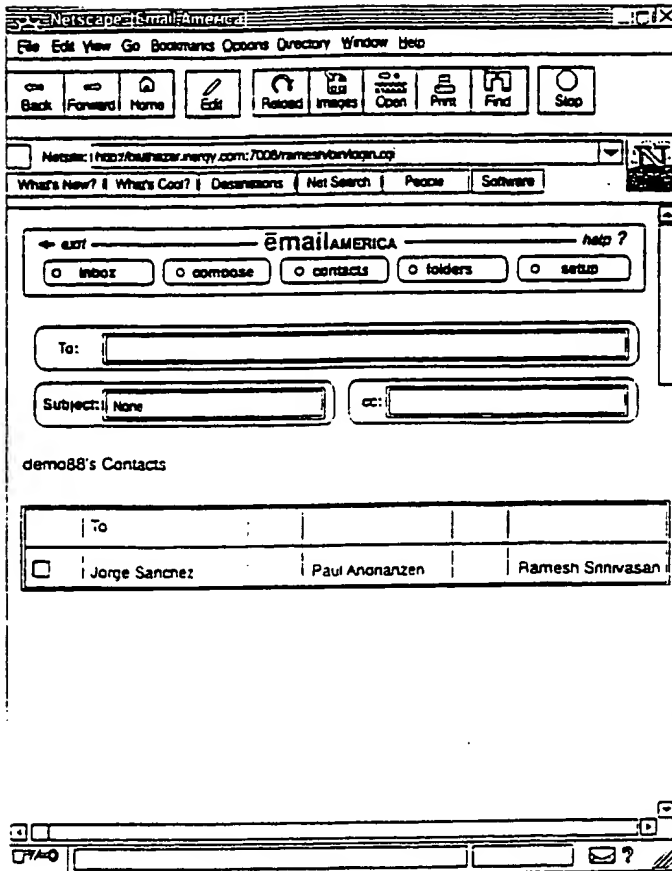 Netscape-[Email America]
File Edit View Go Bookmarks Options Directory Window Help
Back Forward Home Edit Reload Images Open Print Find Stop
What's New? What's Cool? Destinations Net Search People Software
exit ēmailAMERICA help ?
inbox compose contacts folders setup
To:
Subject: None cc:
demo88's Contacts
To
Jorge Sanchez Paul Ramesh Srinivasan
?